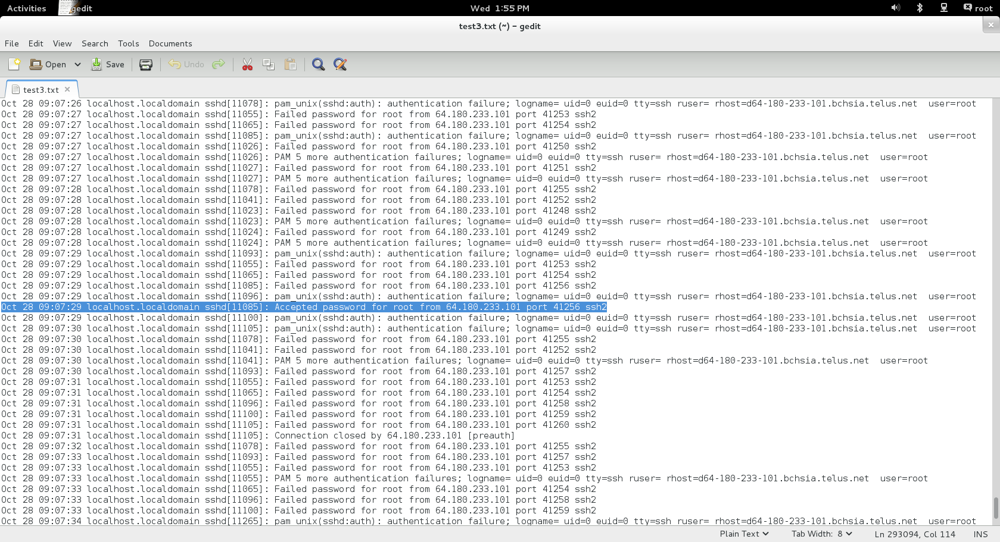 Activities gedit Wed 1:55 PM root
test3.txt (~) - gedit
File Edit View Search Tools Documents
Open Save Undo
test3.txt
Oct 28 09:07:26 localhost.localdomain sshd[11078]: pam_unix(sshd:auth): authentication failure; logname= uid=0 euid=0 tty=ssh ruser= rhost=d64-180-233-101.bchsia.telus.net  user=root
Oct 28 09:07:27 localhost.localdomain sshd[11055]: Failed password for root from 64.180.233.101 port 41253 ssh2
Oct 28 09:07:27 localhost.localdomain sshd[11065]: Failed password for root from 64.180.233.101 port 41254 ssh2
Oct 28 09:07:27 localhost.localdomain sshd[11085]: pam_unix(sshd:auth): authentication failure; logname= uid=0 euid=0 tty=ssh ruser= rhost=d64-180-233-101.bchsia.telus.net  user=root
Oct 28 09:07:27 localhost.localdomain sshd[11026]: Failed password for root from 64.180.233.101 port 41250 ssh2
Oct 28 09:07:27 localhost.localdomain sshd[11026]: PAM 5 more authentication failures; logname= uid=0 euid=0 tty=ssh ruser= rhost=d64-180-233-101.bchsia.telus.net  user=root
Oct 28 09:07:27 localhost.localdomain sshd[11027]: Failed password for root from 64.180.233.101 port 41251 ssh2
Oct 28 09:07:27 localhost.localdomain sshd[11027]: PAM 5 more authentication failures; logname= uid=0 euid=0 tty=ssh ruser= rhost=d64-180-233-101.bchsia.telus.net  user=root
Oct 28 09:07:28 localhost.localdomain sshd[11078]: Failed password for root from 64.180.233.101 port 41255 ssh2
Oct 28 09:07:28 localhost.localdomain sshd[11041]: Failed password for root from 64.180.233.101 port 41252 ssh2
Oct 28 09:07:28 localhost.localdomain sshd[11023]: Failed password for root from 64.180.233.101 port 41248 ssh2
Oct 28 09:07:28 localhost.localdomain sshd[11023]: PAM 5 more authentication failures; logname= uid=0 euid=0 tty=ssh ruser= rhost=d64-180-233-101.bchsia.telus.net  user=root
Oct 28 09:07:28 localhost.localdomain sshd[11024]: Failed password for root from 64.180.233.101 port 41249 ssh2
Oct 28 09:07:28 localhost.localdomain sshd[11024]: PAM 5 more authentication failures; logname= uid=0 euid=0 tty=ssh ruser= rhost=d64-180-233-101.bchsia.telus.net  user=root
Oct 28 09:07:29 localhost.localdomain sshd[11093]: pam_unix(sshd:auth): authentication failure; logname= uid=0 euid=0 tty=ssh ruser= rhost=d64-180-233-101.bchsia.telus.net  user=root
Oct 28 09:07:29 localhost.localdomain sshd[11055]: Failed password for root from 64.180.233.101 port 41253 ssh2
Oct 28 09:07:29 localhost.localdomain sshd[11065]: Failed password for root from 64.180.233.101 port 41254 ssh2
Oct 28 09:07:29 localhost.localdomain sshd[11085]: Failed password for root from 64.180.233.101 port 41256 ssh2
Oct 28 09:07:29 localhost.localdomain sshd[11096]: pam_unix(sshd:auth): authentication failure; logname= uid=0 euid=0 tty=ssh ruser= rhost=d64-180-233-101.bchsia.telus.net  user=root
Oct 28 09:07:29 localhost.localdomain sshd[11085]: Accepted password for root from 64.180.233.101 port 41256 ssh2
Oct 28 09:07:29 localhost.localdomain sshd[11100]: pam_unix(sshd:auth): authentication failure; logname= uid=0 euid=0 tty=ssh ruser= rhost=d64-180-233-101.bchsia.telus.net  user=root
Oct 28 09:07:30 localhost.localdomain sshd[11105]: pam_unix(sshd:auth): authentication failure; logname= uid=0 euid=0 tty=ssh ruser= rhost=d64-180-233-101.bchsia.telus.net  user=root
Oct 28 09:07:30 localhost.localdomain sshd[11078]: Failed password for root from 64.180.233.101 port 41255 ssh2
Oct 28 09:07:30 localhost.localdomain sshd[11041]: Failed password for root from 64.180.233.101 port 41252 ssh2
Oct 28 09:07:30 localhost.localdomain sshd[11041]: PAM 5 more authentication failures; logname= uid=0 euid=0 tty=ssh ruser= rhost=d64-180-233-101.bchsia.telus.net  user=root
Oct 28 09:07:30 localhost.localdomain sshd[11093]: Failed password for root from 64.180.233.101 port 41257 ssh2
Oct 28 09:07:31 localhost.localdomain sshd[11055]: Failed password for root from 64.180.233.101 port 41253 ssh2
Oct 28 09:07:31 localhost.localdomain sshd[11065]: Failed password for root from 64.180.233.101 port 41254 ssh2
Oct 28 09:07:31 localhost.localdomain sshd[11096]: Failed password for root from 64.180.233.101 port 41258 ssh2
Oct 28 09:07:31 localhost.localdomain sshd[11100]: Failed password for root from 64.180.233.101 port 41259 ssh2
Oct 28 09:07:31 localhost.localdomain sshd[11105]: Failed password for root from 64.180.233.101 port 41260 ssh2
Oct 28 09:07:31 localhost.localdomain sshd[11105]: Connection closed by 64.180.233.101 [preauth]
Oct 28 09:07:32 localhost.localdomain sshd[11078]: Failed password for root from 64.180.233.101 port 41255 ssh2
Oct 28 09:07:33 localhost.localdomain sshd[11093]: Failed password for root from 64.180.233.101 port 41257 ssh2
Oct 28 09:07:33 localhost.localdomain sshd[11055]: Failed password for root from 64.180.233.101 port 41253 ssh2
Oct 28 09:07:33 localhost.localdomain sshd[11055]: PAM 5 more authentication failures; logname= uid=0 euid=0 tty=ssh ruser= rhost=d64-180-233-101.bchsia.telus.net  user=root
Oct 28 09:07:33 localhost.localdomain sshd[11065]: Failed password for root from 64.180.233.101 port 41254 ssh2
Oct 28 09:07:33 localhost.localdomain sshd[11096]: Failed password for root from 64.180.233.101 port 41258 ssh2
Oct 28 09:07:33 localhost.localdomain sshd[11100]: Failed password for root from 64.180.233.101 port 41259 ssh2
Oct 28 09:07:34 localhost.localdomain sshd[11265]: pam_unix(sshd:auth): authentication failure; logname= uid=0 euid=0 tty=ssh ruser= rhost=d64-180-233-101.bchsia.telus.net  user=root
Plain Text Tab Width: 8 Ln 293094, Col 114 INS